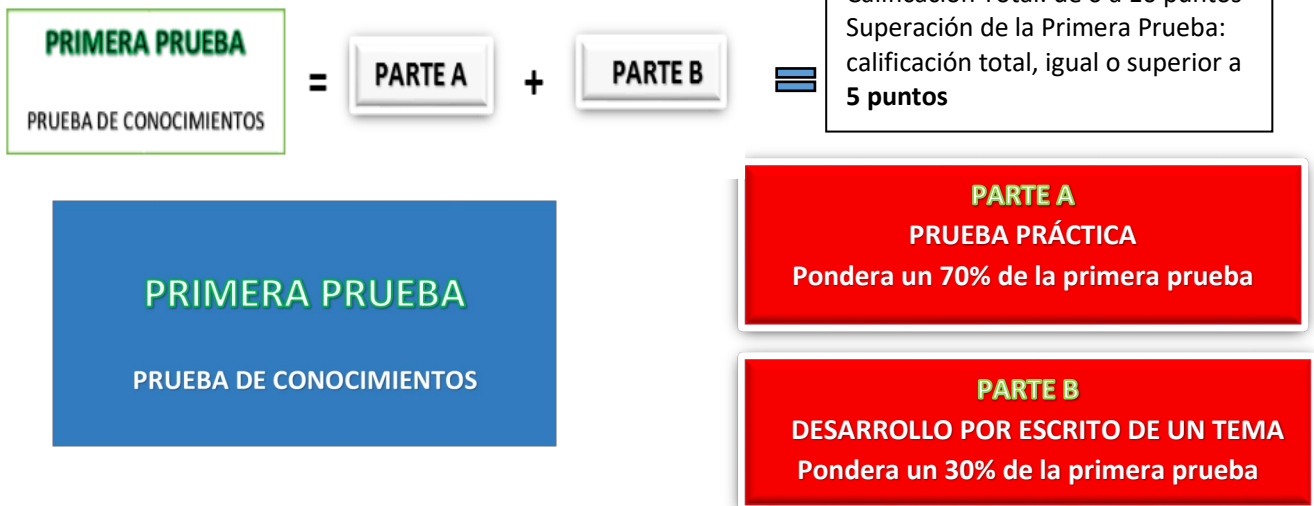 Superación de la Primera Prueba:
calificación total, igual o superior a
5 puntos
PRIMERA PRUEBA
PRUEBA DE CONOCIMIENTOS
=
PARTE A
+
PARTE B
PARTE A
PRUEBA PRÁCTICA
Pondera un 70% de la primera prueba
PRIMERA PRUEBA
PRUEBA DE CONOCIMIENTOS
PARTE B
DESARROLLO POR ESCRITO DE UN TEMA
Pondera un 30% de la primera prueba